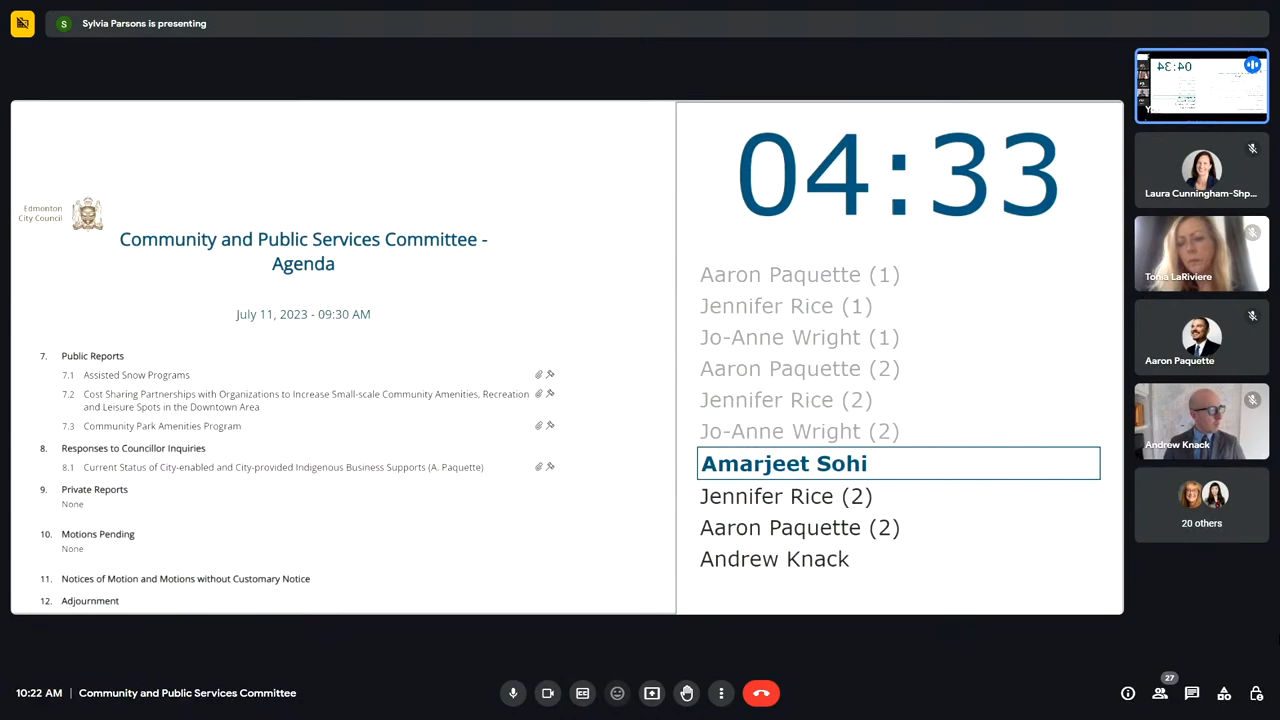 S Sylvia Parsons is presenting
Edmonton
City Council
Community and Public Services Committee -
Agenda
July 11, 2023 - 09:30 AM
7. Public Reports
7.1 Assisted Snow Programs
7.2 Cost Sharing Partnerships with Organizations to Increase Small-scale Community Amenities, Recreation
and Leisure Spots in the Downtown Area
7.3 Community Park Amenities Program
8. Responses to Councillor Inquiries
8.1 Current Status of City-enabled and City-provided Indigenous Business Supports (A. Paquette)
9. Private Reports
None
10. Motions Pending
None
11. Notices of Motion and Motions without Customary Notice
12. Adjournment
04:33
Aaron Paquette (1)
Jennifer Rice (1)
Jo-Anne Wright (1)
Aaron Paquette (2)
Jennifer Rice (2)
Jo-Anne Wright (2)
Amarjeet Sohi
Jennifer Rice (2)
Aaron Paquette (2)
Andrew Knack
04:34
Laura Cunningham-Shp...
Tonia LaRiviere
Aaron Paquette
Andrew Knack
20 others
10:22 AM | Community and Public Services Committee
27